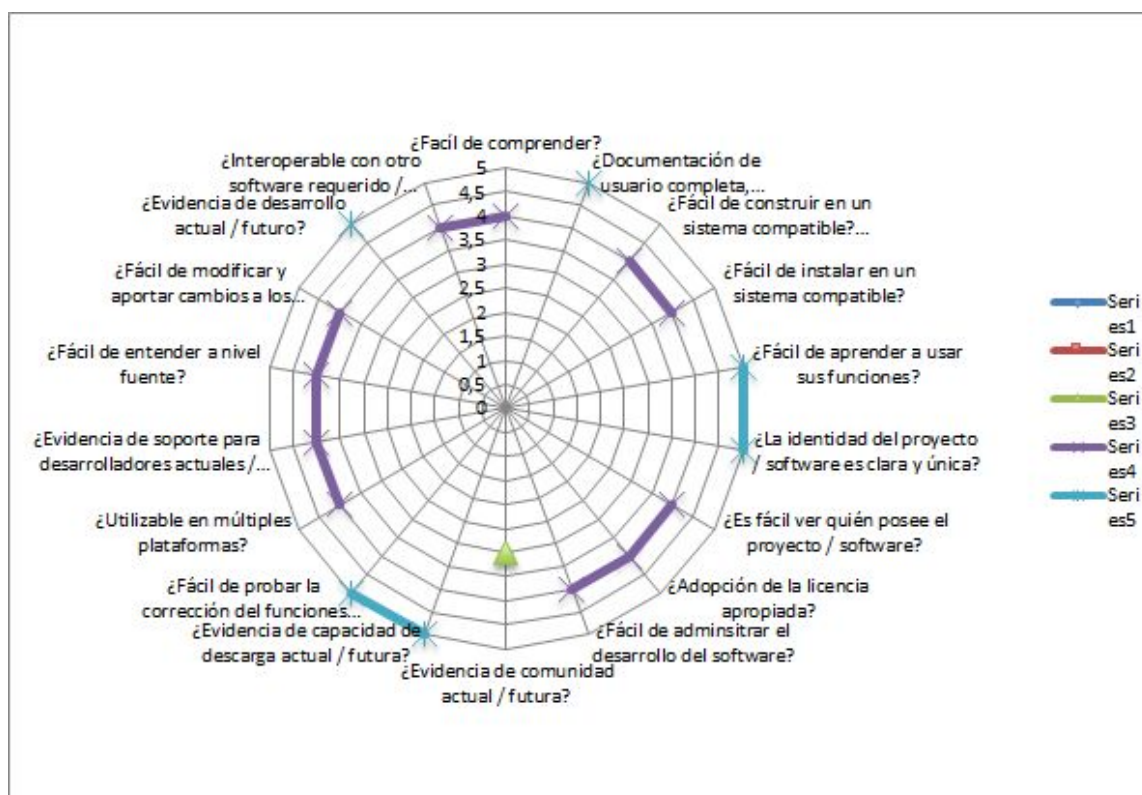 ¿Facíl de comprender?
¿Documentación de
usuario completa,...
¿Fácil de construir en un
sistema compatible?...
¿Fácil de instalar en un
sistema compatible?
¿Fácil de aprender a usar
sus funciones?
¿La identidad del proyecto
/ software es clara y única?
¿Es fácil ver quién posee el
proyecto / software?
¿Adopción de la licencia
apropiada?
¿Fácil de adminsitrar el
desarrollo del software?
¿Evidencia de comunidad
actual / futura?
¿Evidencia de capacidad de
descarga actual / futura?
¿Fácil de probar la
corrección del funciones...
¿Utilizable en múltiples
plataformas?
¿Evidencia de soporte para
desarrolladores actuales /...
¿Fácil de entender a nivel
fuente?
¿Fácil de modificar y
aportar cambios a los...
¿Evidencia de desarrollo
actual / futuro?
¿Interoperable con otro
software requerido /...
5
4,5
4
3,5
3
2,5
2
1,5
1
0,5
0
Seri
es1
Seri
es2
Seri
es3
Seri
es4
Seri
es5